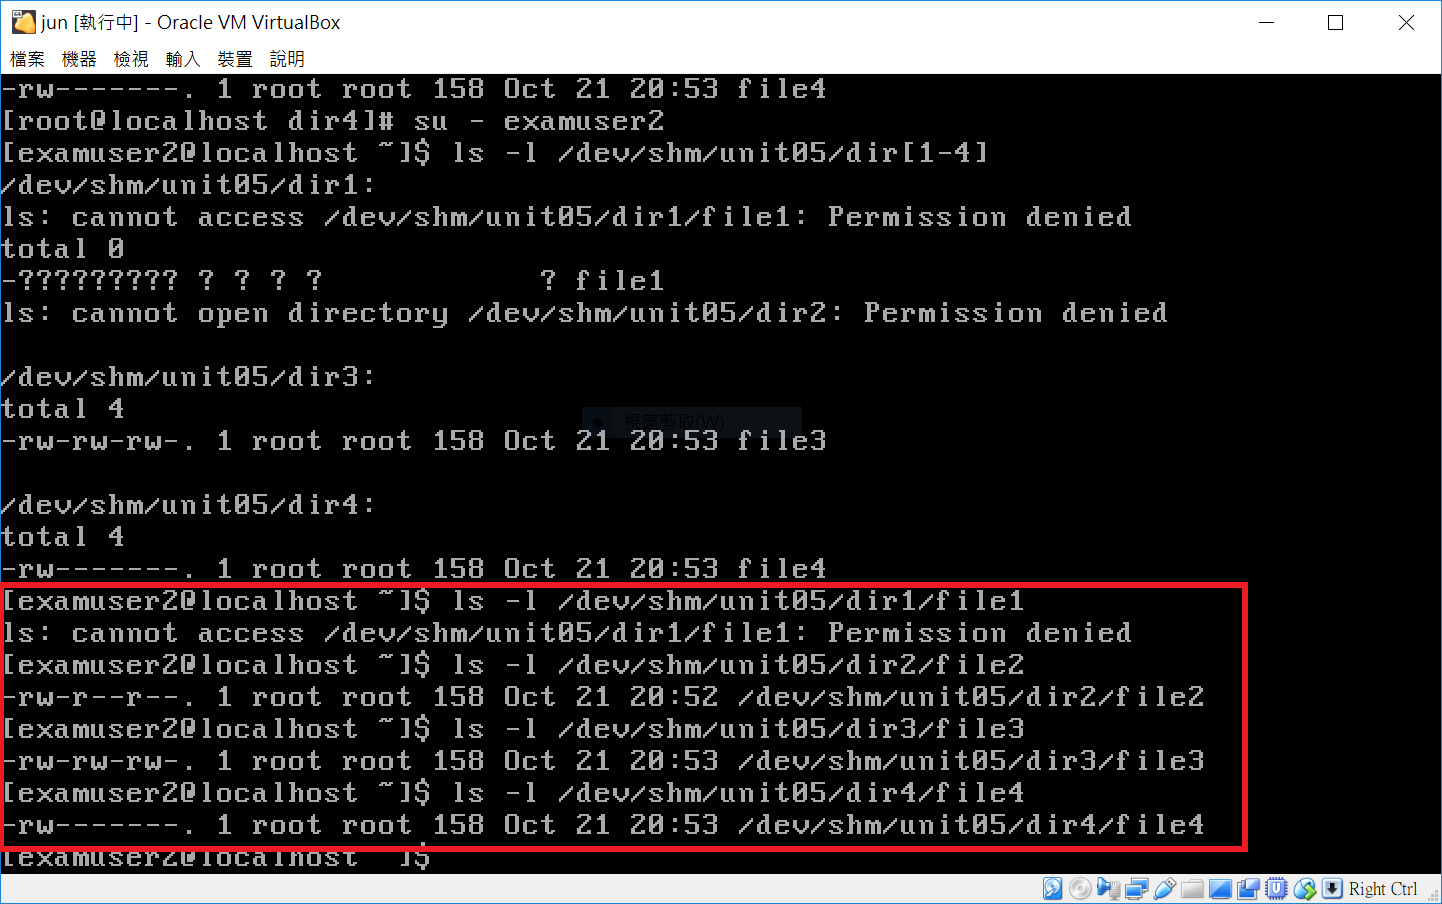 jun [執行中] - Oracle VM VirtualBox
檔案 機器 檢視 輸入 裝置 說明
-rw-------. 1 root root 158 Oct 21 20:53 file4
[root@localhost dir4]# su - examuser2
[examuser2@localhost ~]$ ls -l /dev/shm/unit05/dir[1-4]
/dev/shm/unit05/dir1:
ls: cannot access /dev/shm/unit05/dir1/file1: Permission denied
total 0
-????????? ? ? ? ?            ? file1
ls: cannot open directory /dev/shm/unit05/dir2: Permission denied
/dev/shm/unit05/dir3:
total 4
視窗剪取(W)
-rw-rw-rw-. 1 root root 158 Oct 21 20:53 file3
/dev/shm/unit05/dir4:
total 4
-rw-------. 1 root root 158 Oct 21 20:53 file4
[examuser2@localhost ~]$ ls -l /dev/shm/unit05/dir1/file1
ls: cannot access /dev/shm/unit05/dir1/file1: Permission denied
[examuser2@localhost ~]$ ls -l /dev/shm/unit05/dir2/file2
-rw-r--r--. 1 root root 158 Oct 21 20:52 /dev/shm/unit05/dir2/file2
[examuser2@localhost ~]$ ls -l /dev/shm/unit05/dir3/file3
-rw-rw-rw-. 1 root root 158 Oct 21 20:53 /dev/shm/unit05/dir3/file3
[examuser2@localhost ~]$ ls -l /dev/shm/unit05/dir4/file4
-rw-------. 1 root root 158 Oct 21 20:53 /dev/shm/unit05/dir4/file4
[examuser2@localhost ]$
Right Ctrl